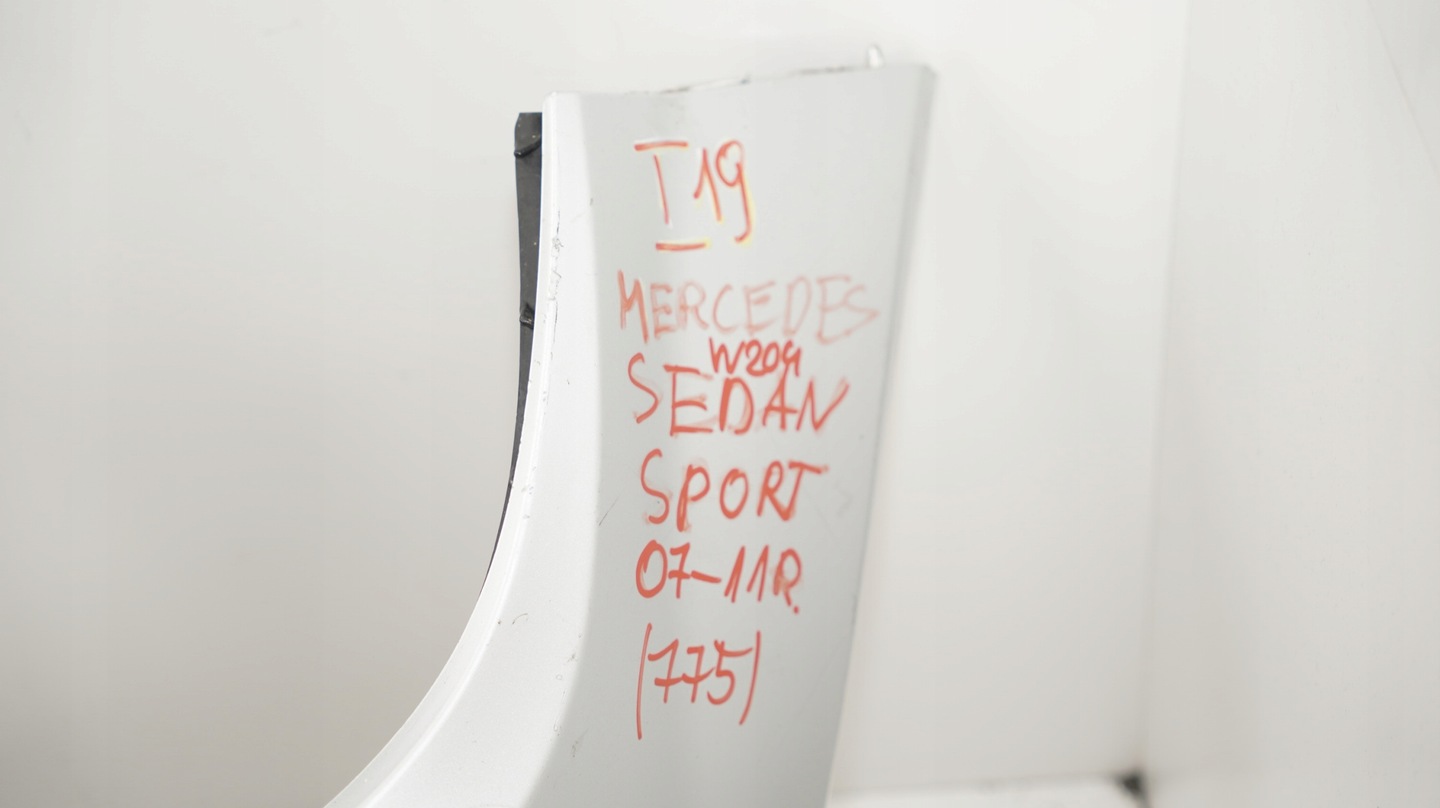 I19
MERCEDES
W204
SEDAN
SPORT
07-11R.
(775)